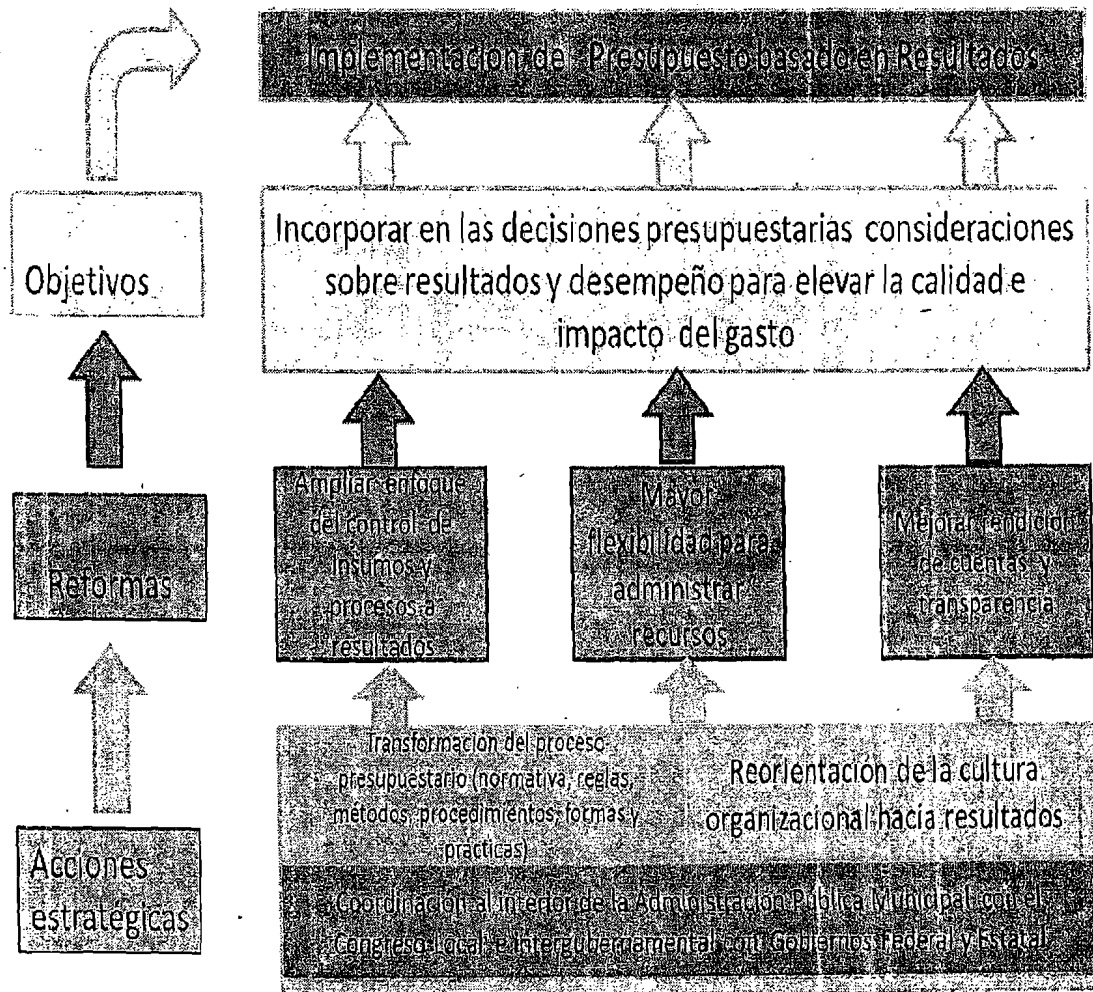 Implementación de Presupuesto basado en Resultados
Objetivos
Incorporar en las decisiones presupuestarias consideraciones
sobre resultados y desempeño para elevar la calidad e
impacto del gasto
Reformas
Ampliar enfoque
del control de
insumos y
procesos a
resultados
Mayor
flexibilidad para
administrar
recursos
Mejorar rendición
de cuentas y
transparencia
Acciones
estratégicas
Transformación del proceso
presupuestario (normativa, reglas,
métodos, procedimientos, formas y
prácticas)
Reorientación de la cultura
organizacional hacia resultados
Coordinación al interior de la Administración Pública Municipal con el
Congreso Local e intergubernamental con Gobiernos Federal y Estatal